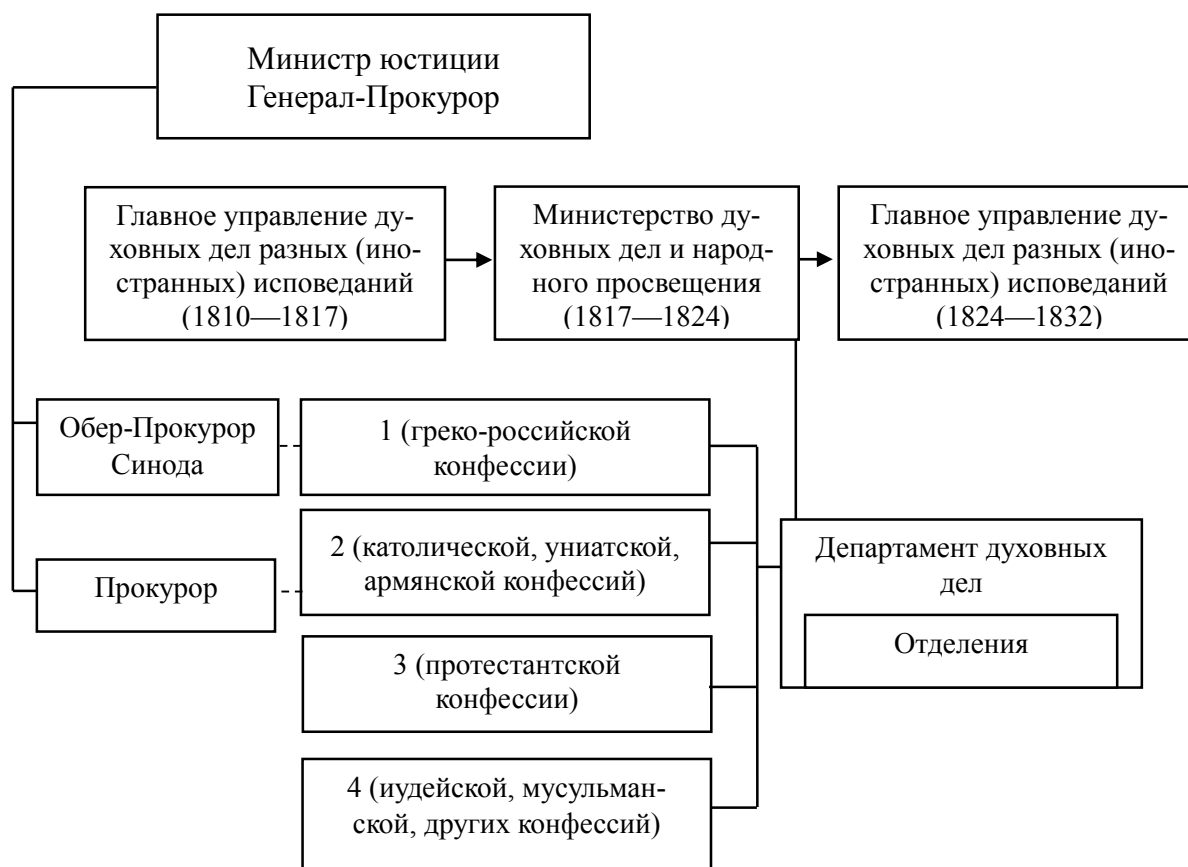 Министр юстиции
Генерал-Прокурор
Главное управление ду-
ховных дел разных (ино-
странных) исповеданий
(1810—1817)
Министерство ду-
ховных дел и народ-
ного просвещения
(1817—1824)
Главное управление ду-
ховных дел разных (ино-
странных) исповеданий
(1824—1832)
Обер-Прокурор
Синода
1 (греко-российской
конфессии)
Прокурор
2 (католической, униатской,
армянской конфессий)
Департамент духовных
дел
Отделения
3 (протестантской
конфессии)
4 (иудейской, мусульман-
ской, других конфессий)